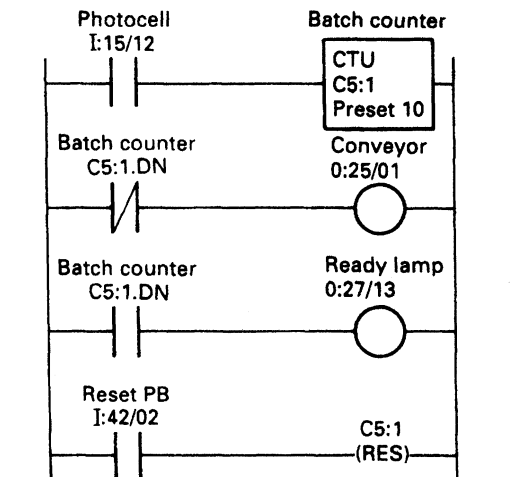 Photocell
I:15/12
Batch counter
CTU
C5:1
Preset 10
Batch counter
C5:1.DN
Conveyor
0:25/01
Batch counter
C5:1.DN
Ready lamp
0:27/13
Reset PB
I:42/02
C5:1
(RES)